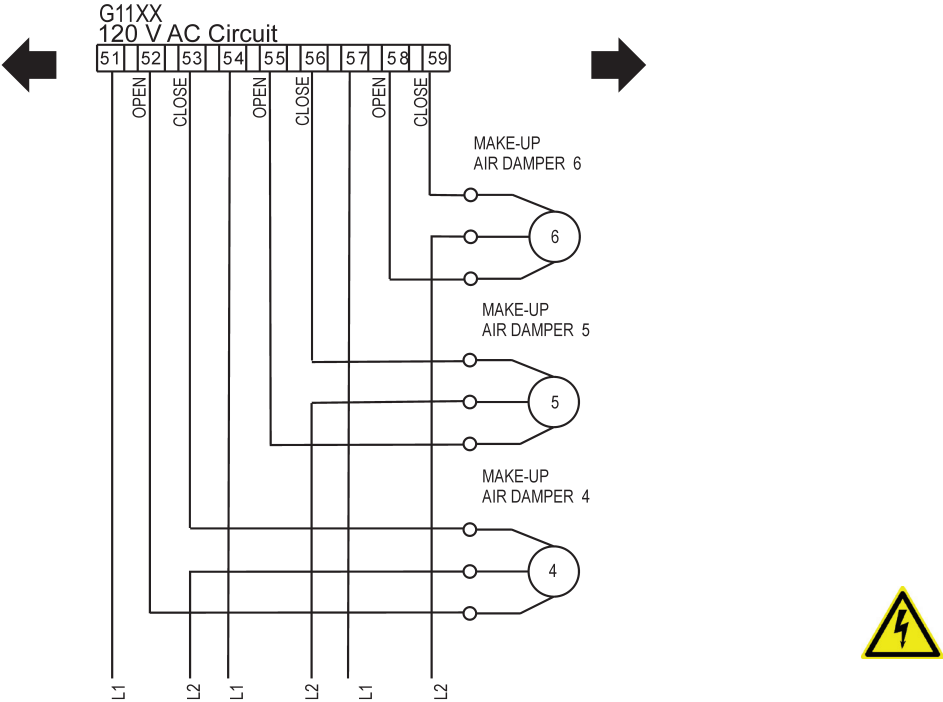 G11XX
120 V AC Circuit
51 52 53 54 55 56 57 58 59
OPEN CLOSE OPEN CLOSE OPEN CLOSE
MAKE-UP
AIR DAMPER 6
6
MAKE-UP
AIR DAMPER 5
5
MAKE-UP
AIR DAMPER 4
4
L1 L2 L1 L2 L1 L2